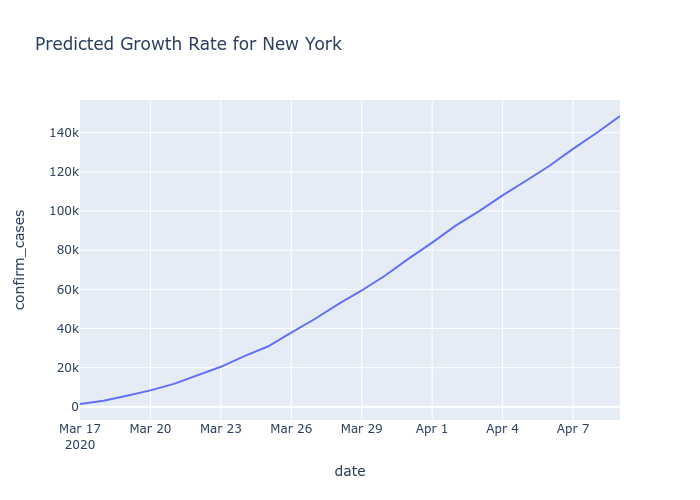 Predicted Growth Rate for New York
140k
120k
100k
80k
60k
40k
20k
0
confirm_cases
Mar 17
2020
Mar 20
Mar 23
Mar 26
Mar 29
Apr 1
Apr 4
Apr 7
date